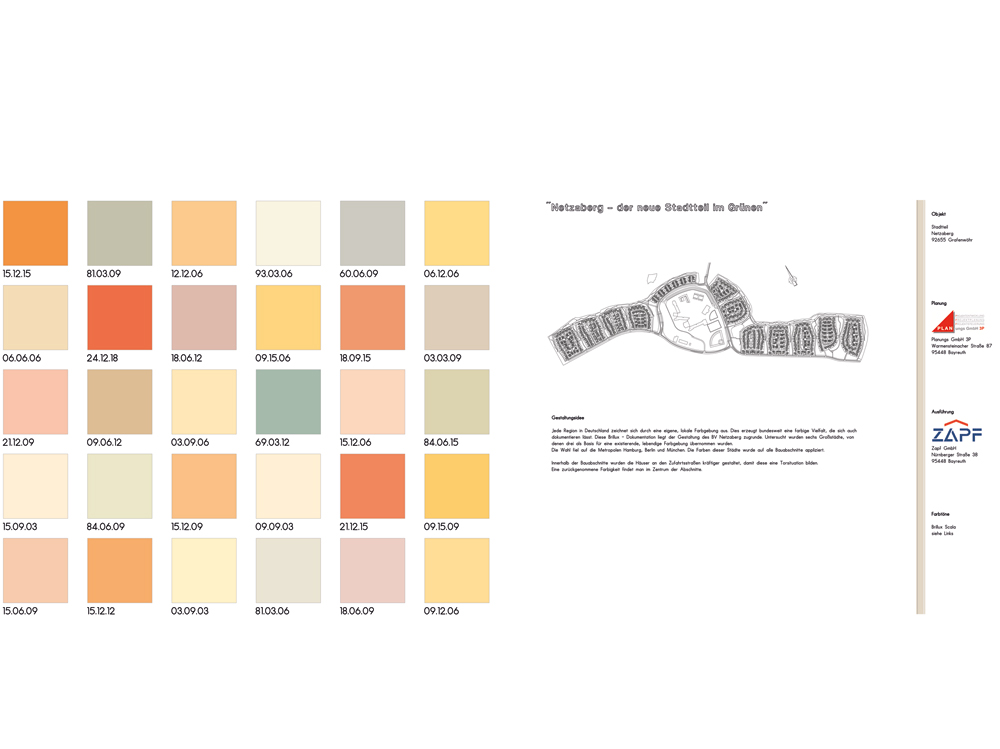 15.12.15 81.03.09 12.12.06 93.03.06 60.06.09 06.12.06
06.06.06 24.12.18 18.06.12 09.15.06 18.09.15 03.03.09
21.12.09 09.06.12 03.09.06 69.03.12 15.12.06 84.06.15
15.09.03 84.06.09 15.12.09 09.09.03 21.12.15 09.15.09
15.06.09 15.12.12 03.09.03 81.03.06 18.06.09 09.12.06
"Netzaberg – der neue Stadtteil im Grünen"
Gestaltungsidee
Jede Region in Deutschland zeichnet sich durch eine eigene, lokale Farbgebung aus. Dies erzeugt bundesweit eine farbige Vielfalt, die sich auch
dokumentieren lässt. Diese Brillux - Dokumentation liegt der Gestaltung des BV Netzaberg zugrunde. Untersucht wurden sechs Großstädte, von
denen drei als Basis für eine existierende, lebendige Farbgebung übernommen wurden.
Die Wahl fiel auf die Metropolen Hamburg, Berlin und München. Die Farben dieser Städte wurde auf alle Bauabschnitte appliziert.
Innerhalb der Bauabschnitte wurden die Häuser an den Zufahrtsstraßen kräftiger gestaltet, damit diese eine Torsituation bilden.
Eine zurückgenommene Farbigkeit findet man im Zentrum der Abschnitte.
Objekt
Stadtteil
Netzaberg
92655 Grafenwöhr
Planung
PLAN
ungs GmbH 3P
Planungs GmbH 3P
Warmensteinacher Straße 87
95448 Bayreuth
Ausführung
ZAPF
Zapf GmbH
Nürnberger Straße 38
95448 Bayreuth
Farbtöne
Brillux Scala
siehe Links